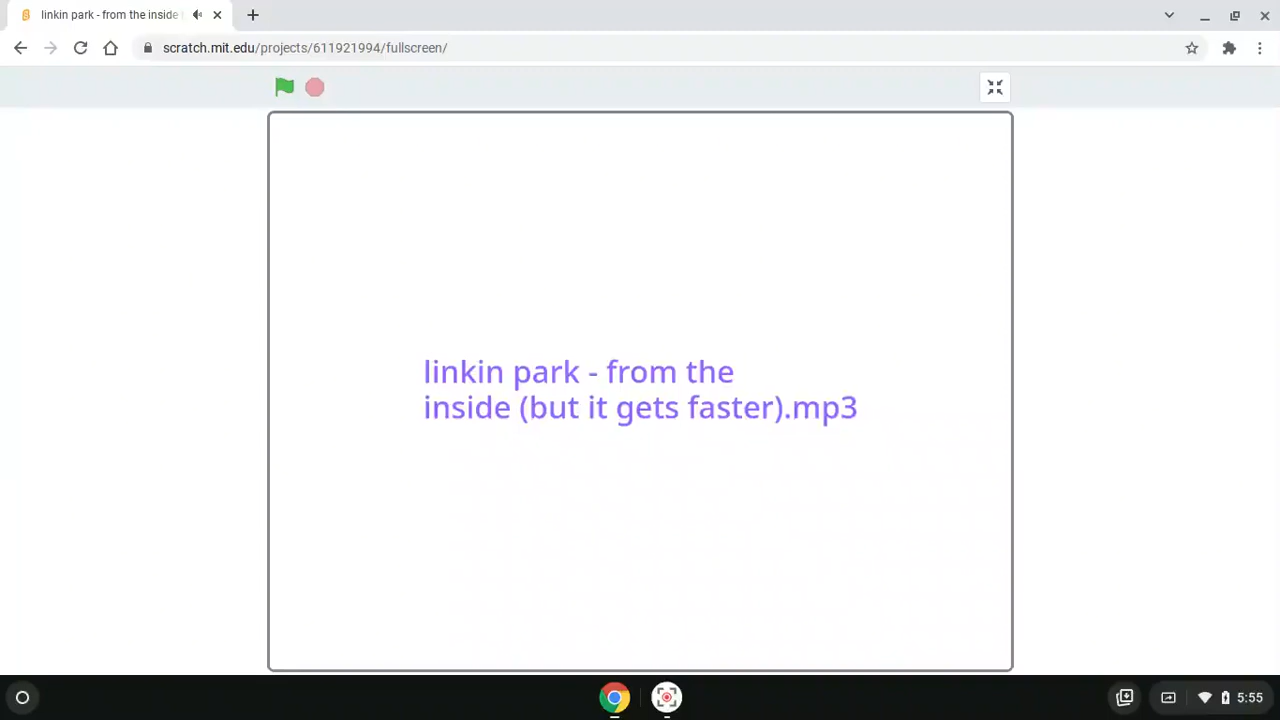 linkin park - from the inside
scratch.mit.edu/projects/611921994/fullscreen/
linkin park - from the
inside (but it gets faster).mp3
5:55